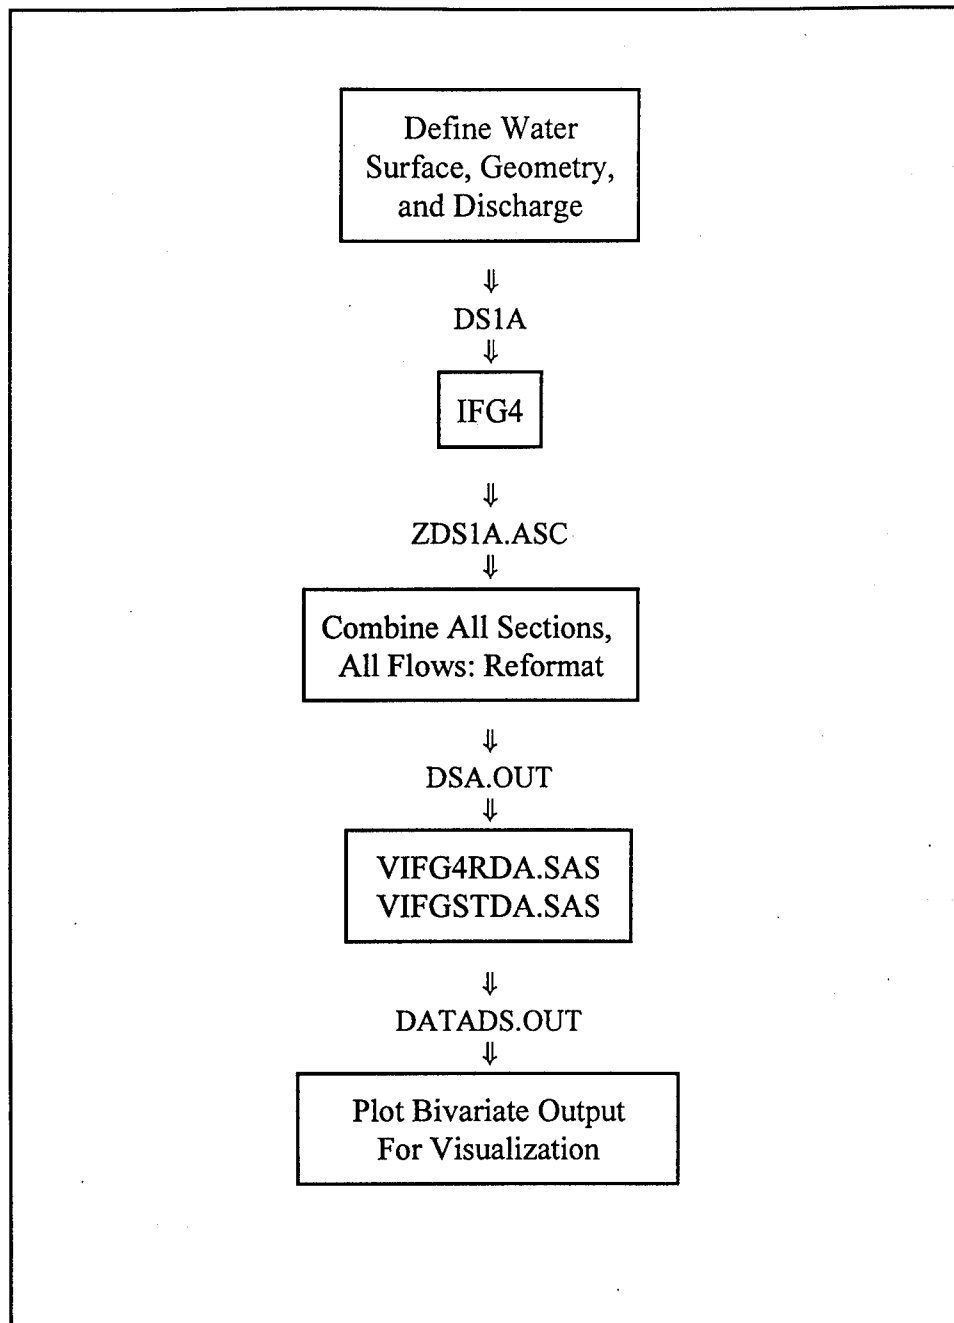 Define Water
Surface, Geometry,
and Discharge
⇓
DS1A
⇓
IFG4
⇓
ZDS1A.ASC
⇓
Combine All Sections,
All Flows: Reformat
⇓
DSA.OUT
⇓
VIFG4RDA.SAS
VIFGSTDA.SAS
⇓
DATADS.OUT
⇓
Plot Bivariate Output
For Visualization